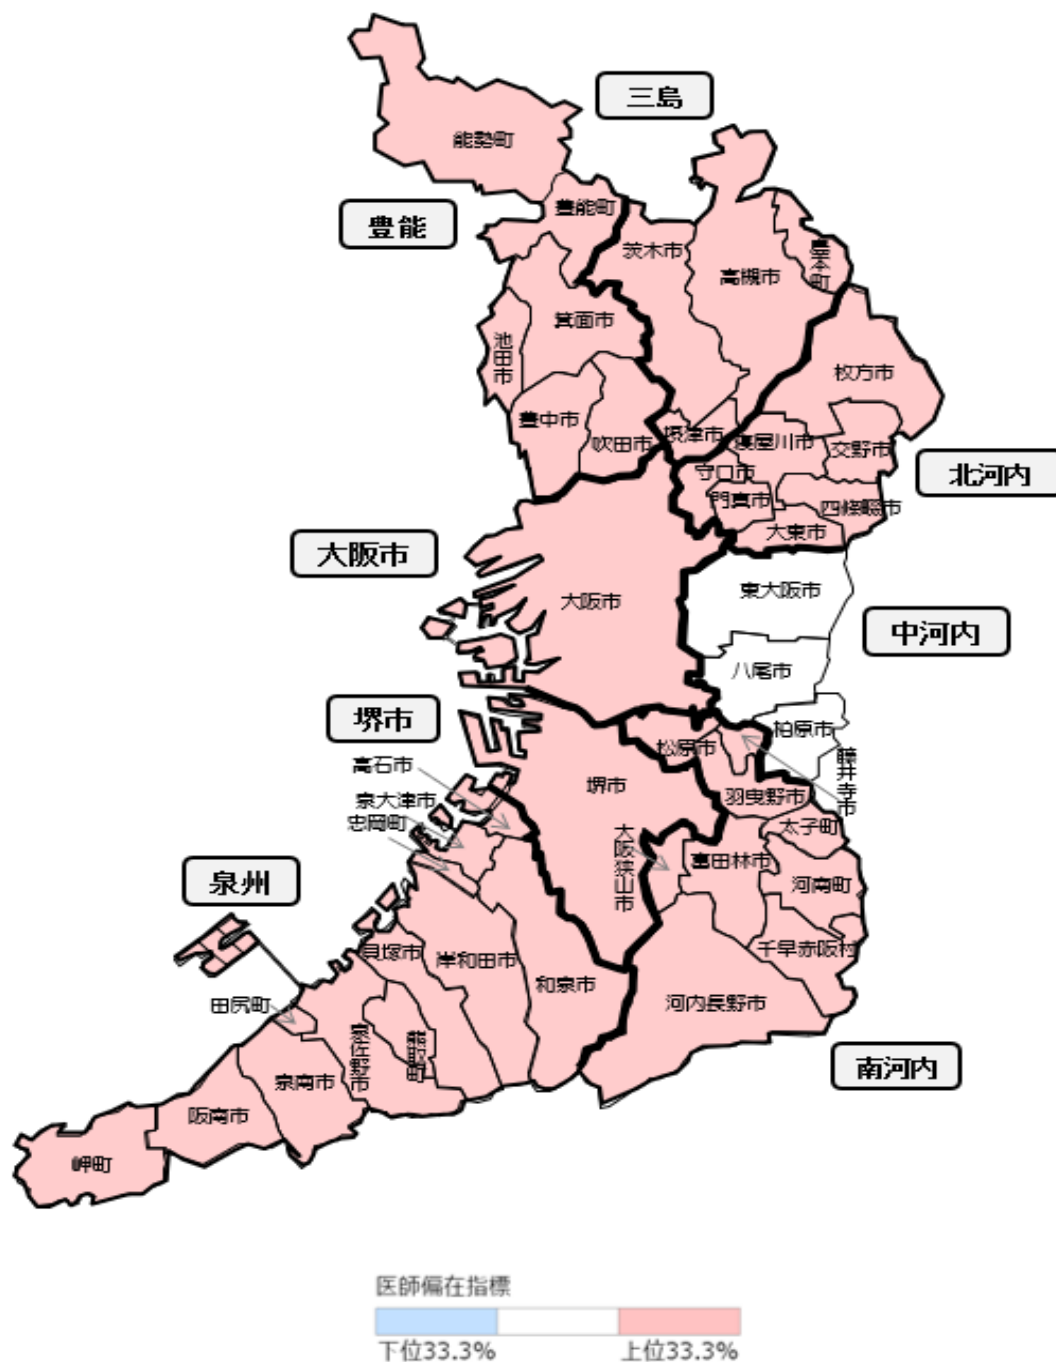 三島
能勢町
豊能町
豊能
茨木市
高槻市
島本町
箕面市
池田市
枚方市
豊中市
吹田市
摂津市
寝屋川市
交野市
守口市
門真市
四條畷市
大東市
北河内
大阪市
大阪市
東大阪市
中河内
八尾市
堺市
柏原市
松原市
高石市
藤井寺市
堺市
泉大津市
羽曳野市
忠岡町
太子町
大阪狭山市
富田林市
河南町
泉州
貝塚市
岸和田市
千早赤阪村
和泉市
河内長野市
田尻町
泉佐野市
熊取町
南河内
泉南市
阪南市
岬町
医師偏在指標
下位33.3%
上位33.3%